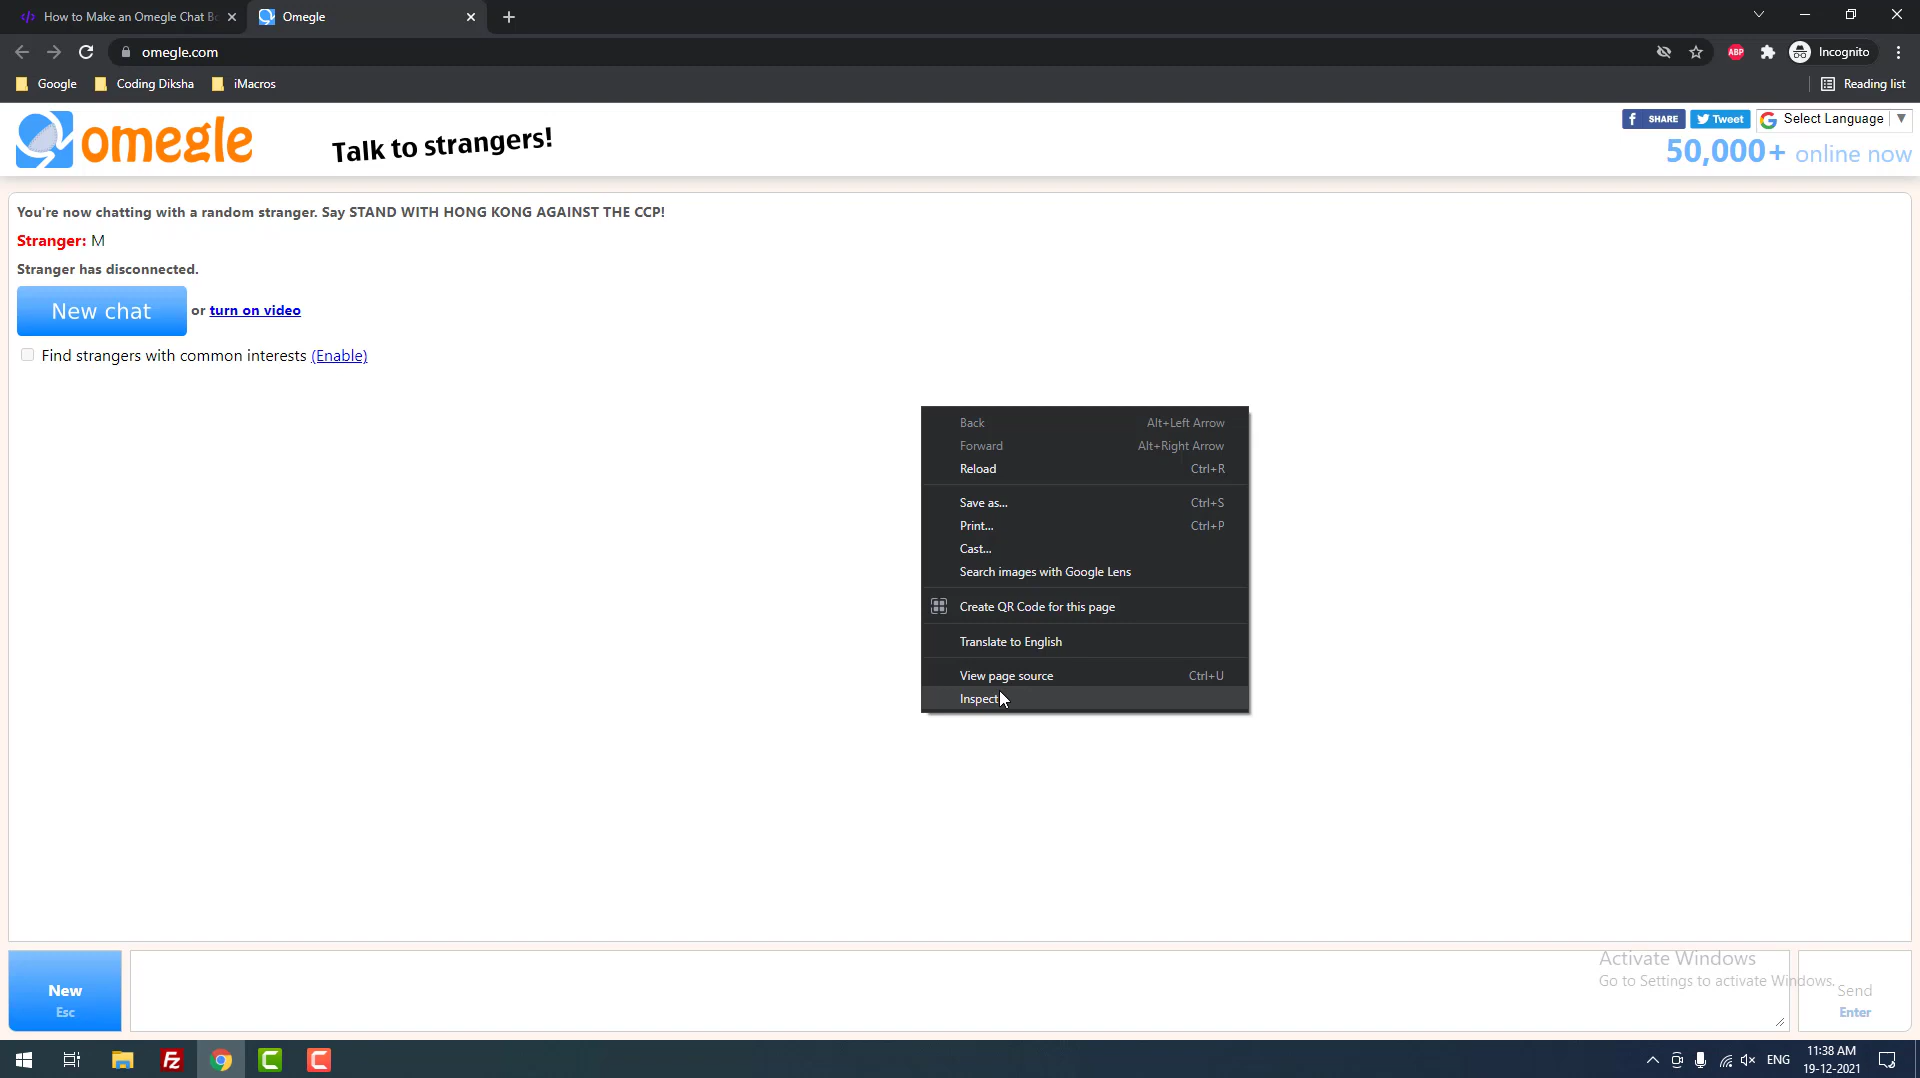 How to Make an Omegle Chat Bo
Omegle
omegle.com
ABP
Incognito
Google
Coding Diksha
iMacros
Reading list
omegle
Talk to strangers!
f SHARE
Tweet
G Select Language ▼
50,000+ online now
You're now chatting with a random stranger. Say STAND WITH HONG KONG AGAINST THE CCP!
Stranger: M
Stranger has disconnected.
New chat or turn on video
Find strangers with common interests (Enable)
Back Alt+Left Arrow
Forward Alt+Right Arrow
Reload Ctrl+R
Save as... Ctrl+S
Print... Ctrl+P
Cast...
Search images with Google Lens
Create QR Code for this page
Translate to English
View page source Ctrl+U
Inspect
Activate Windows
Go to Settings to activate Windows.
New
Esc
Send
Enter
Fz
ENG
11:38 AM
19-12-2021